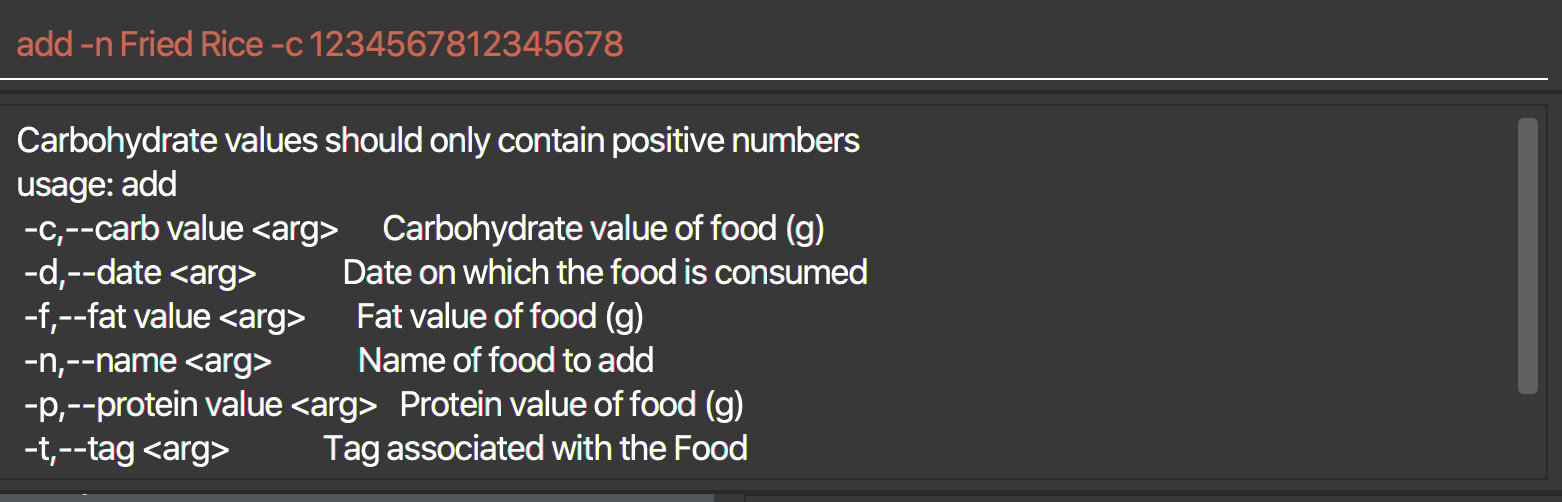 add -n Fried Rice -c 1234567812345678
Carbohydrate values should only contain positive numbers
usage: add
-c,--carb value <arg> Carbohydrate value of food (g)
-d,--date <arg> Date on which the food is consumed
-f,--fat value <arg> Fat value of food (g)
-n,--name <arg> Name of food to add
-p,--protein value <arg> Protein value of food (g)
-t,--tag <arg> Tag associated with the Food